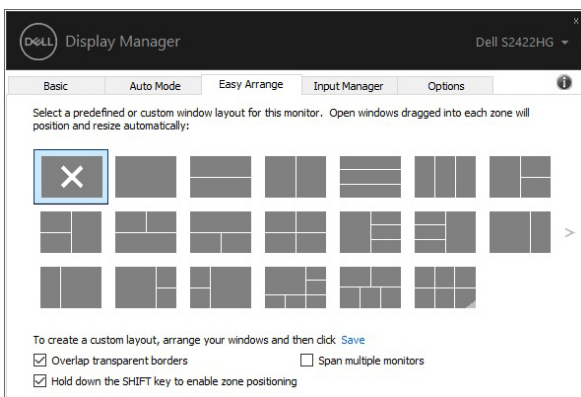 x
DELL Display Manager Dell S2422HG
Basic Auto Mode Easy Arrange Input Manager Options
Select a predefined or custom window layout for this monitor. Open windows dragged into each zone will
position and resize automatically:
To create a custom layout, arrange your windows and then click Save
Overlap transparent borders Span multiple monitors
Hold down the SHIFT key to enable zone positioning